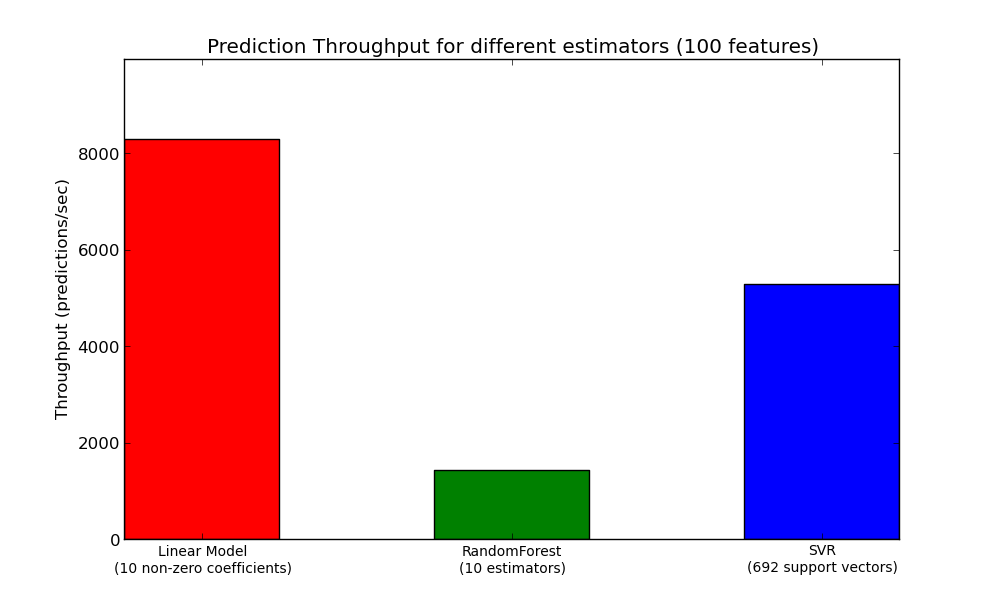 Prediction Throughput for different estimators (100 features)
Throughput (predictions/sec)
8000
6000
4000
2000
0
Linear Model
(10 non-zero coefficients)
RandomForest
(10 estimators)
SVR
(692 support vectors)